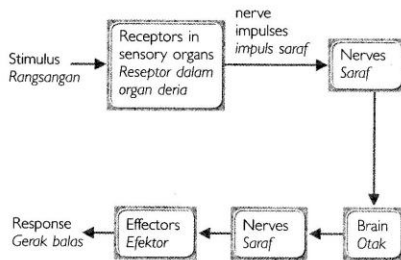 Stimulus
Rangsangan
Receptors in
sensory organs
Reseptor dalam
organ deria
nerve
impulses
impuls saraf
Nerves
Saraf
Response
Gerak balas
Effectors
Efektor
Nerves
Saraf
Brain
Otak